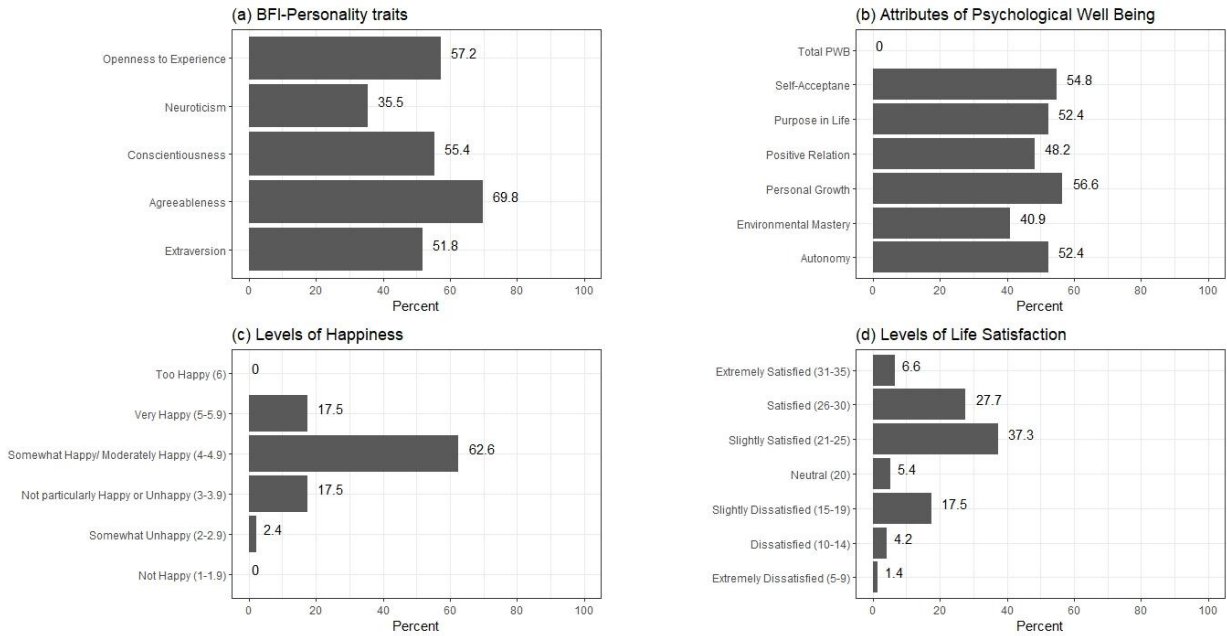 (a) BFI-Personality traits
Openness to Experience 57.2
Neuroticism 35.5
Conscientiousness 55.4
Agreeableness 69.8
Extraversion 51.8
0 20 40 60 80 100
Percent
(b) Attributes of Psychological Well Being
Total PWB 0
Self-Acceptane 54.8
Purpose in Life 52.4
Positive Relation 48.2
Personal Growth 56.6
Environmental Mastery 40.9
Autonomy 52.4
0 20 40 60 80 100
Percent
(c) Levels of Happiness
Too Happy (6) 0
Very Happy (5-5.9) 17.5
Somewhat Happy/ Moderately Happy (4-4.9) 62.6
Not particularly Happy or Unhappy (3-3.9) 17.5
Somewhat Unhappy (2-2.9) 2.4
Not Happy (1-1.9) 0
0 20 40 60 80 100
Percent
(d) Levels of Life Satisfaction
Extremely Satisfied (31-35) 6.6
Satisfied (26-30) 27.7
Slightly Satisfied (21-25) 37.3
Neutral (20) 5.4
Slightly Dissatisfied (15-19) 17.5
Dissatisfied (10-14) 4.2
Extremely Dissatisfied (5-9) 1.4
0 20 40 60 80 100
Percent